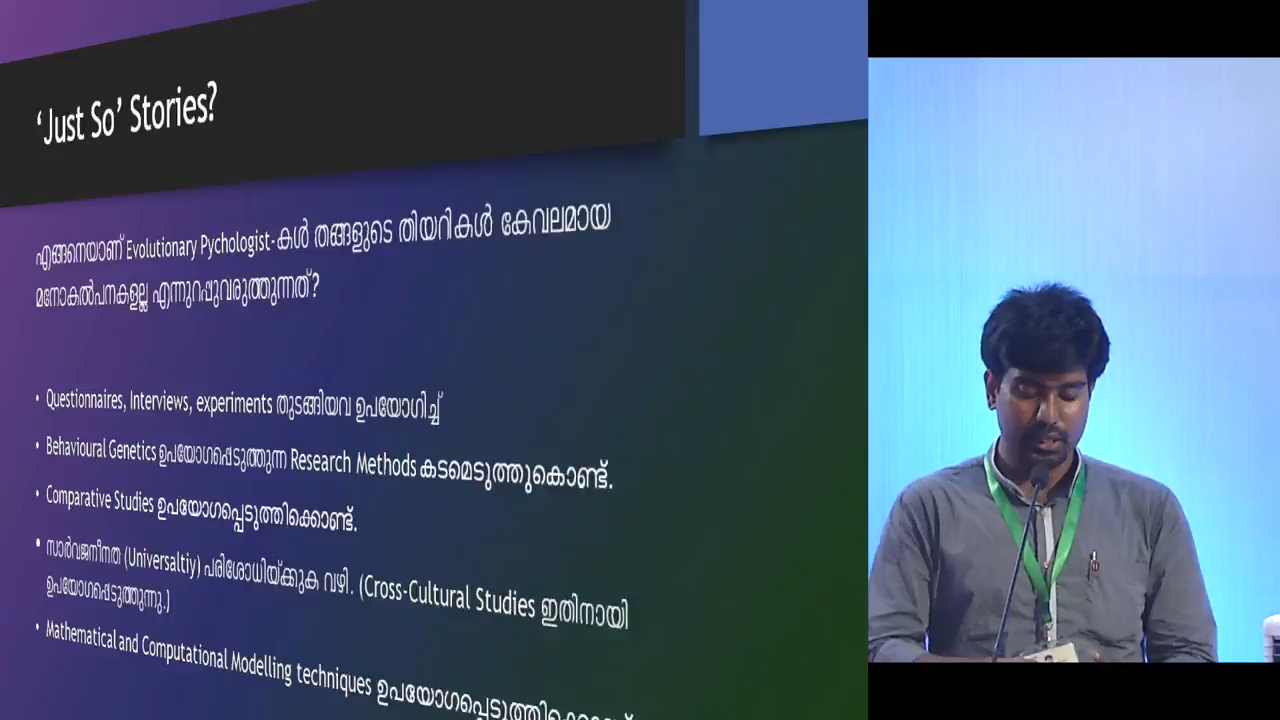 ‘Just So’ Stories?
എങ്ങനെയാണ് Evolutionary Pychologist-കൾ തങ്ങളുടെ തിയറികൾ കേവലമായ
മനോകൽപനകളല്ല എന്നുറപ്പുവരുത്തുന്നത്?
• Questionnaires, Interviews, experiments തുടങ്ങിയവ ഉപയോഗിച്ച്
• Behavioural Genetics ഉപയോഗപ്പെടുത്തുന്ന Research Methods കടമെടുത്തുകൊണ്ട്.
• Comparative Studies ഉപയോഗപ്പെടുത്തിക്കൊണ്ട്.
• സാർവജനീനത (Universaltiy) പരിശോധിയ്ക്കുക വഴി. (Cross-Cultural Studies ഇതിനായി
ഉപയോഗപ്പെടുത്തുന്നു.)
• Mathematical and Computational Modelling techniques